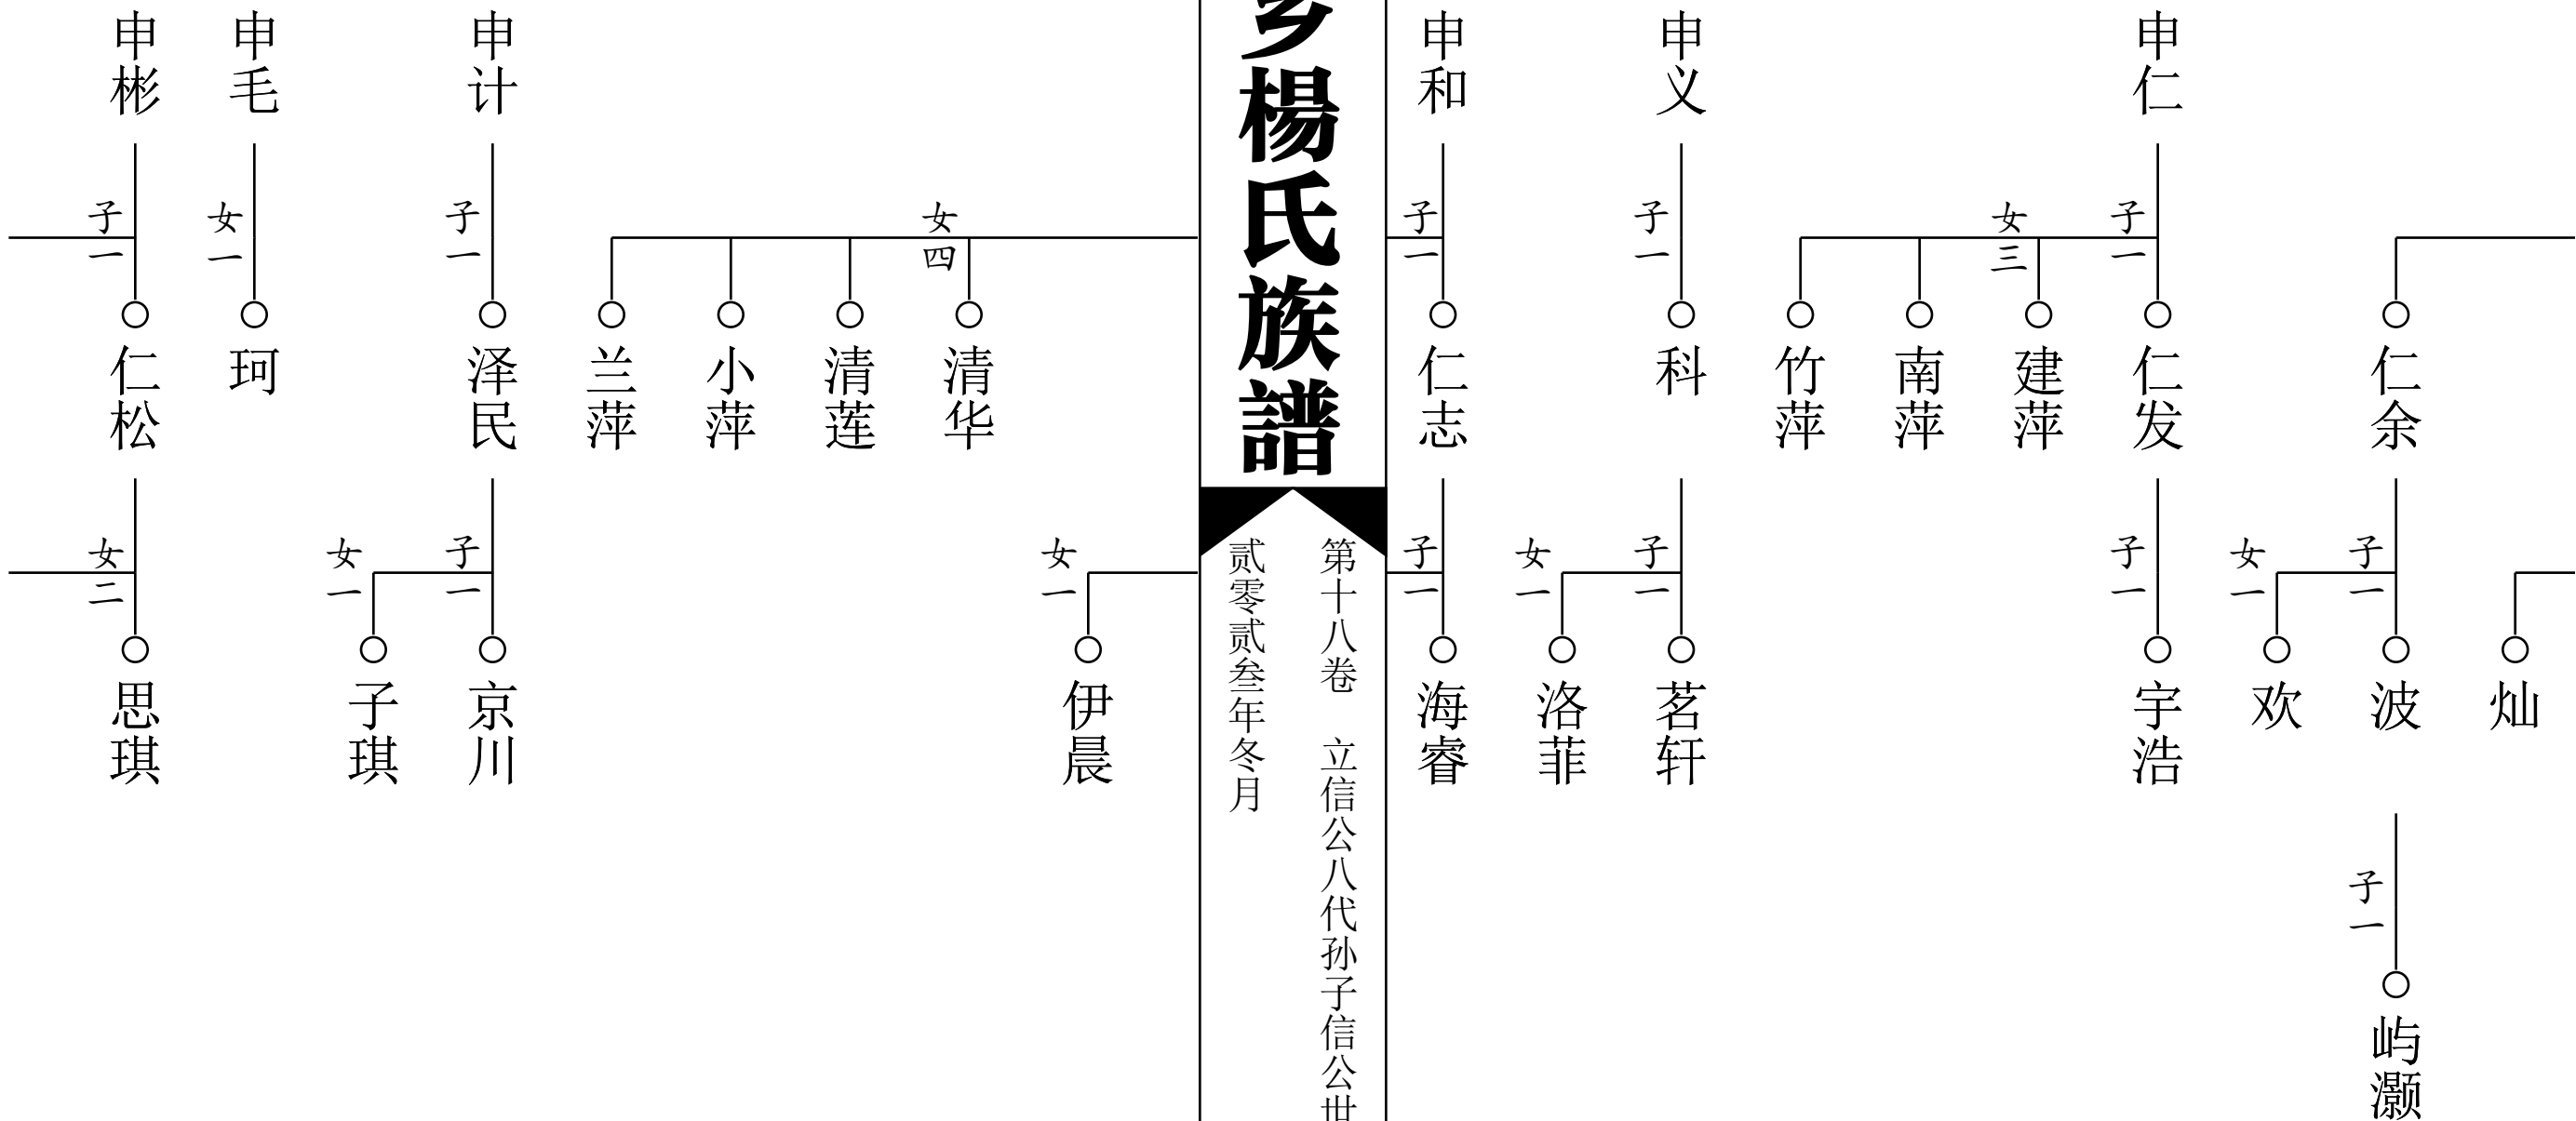 申仁
申义
申和
子一
女三
子一
子一
仁余
仁发
建萍
南萍
竹萍
科
仁志
子一
女一
子一
子一
女一
子一
灿
波
欢
宇浩
茗轩
洛菲
海睿
子一
屿灏
楊氏族譜
第十八卷 立信公八代孙子信公世
贰零贰叁年冬月
申计
申毛
申彬
女四
子一
女一
子一
清华
清莲
小萍
兰萍
泽民
珂
仁松
女一
子一
女一
女二
伊晨
京川
子琪
思琪